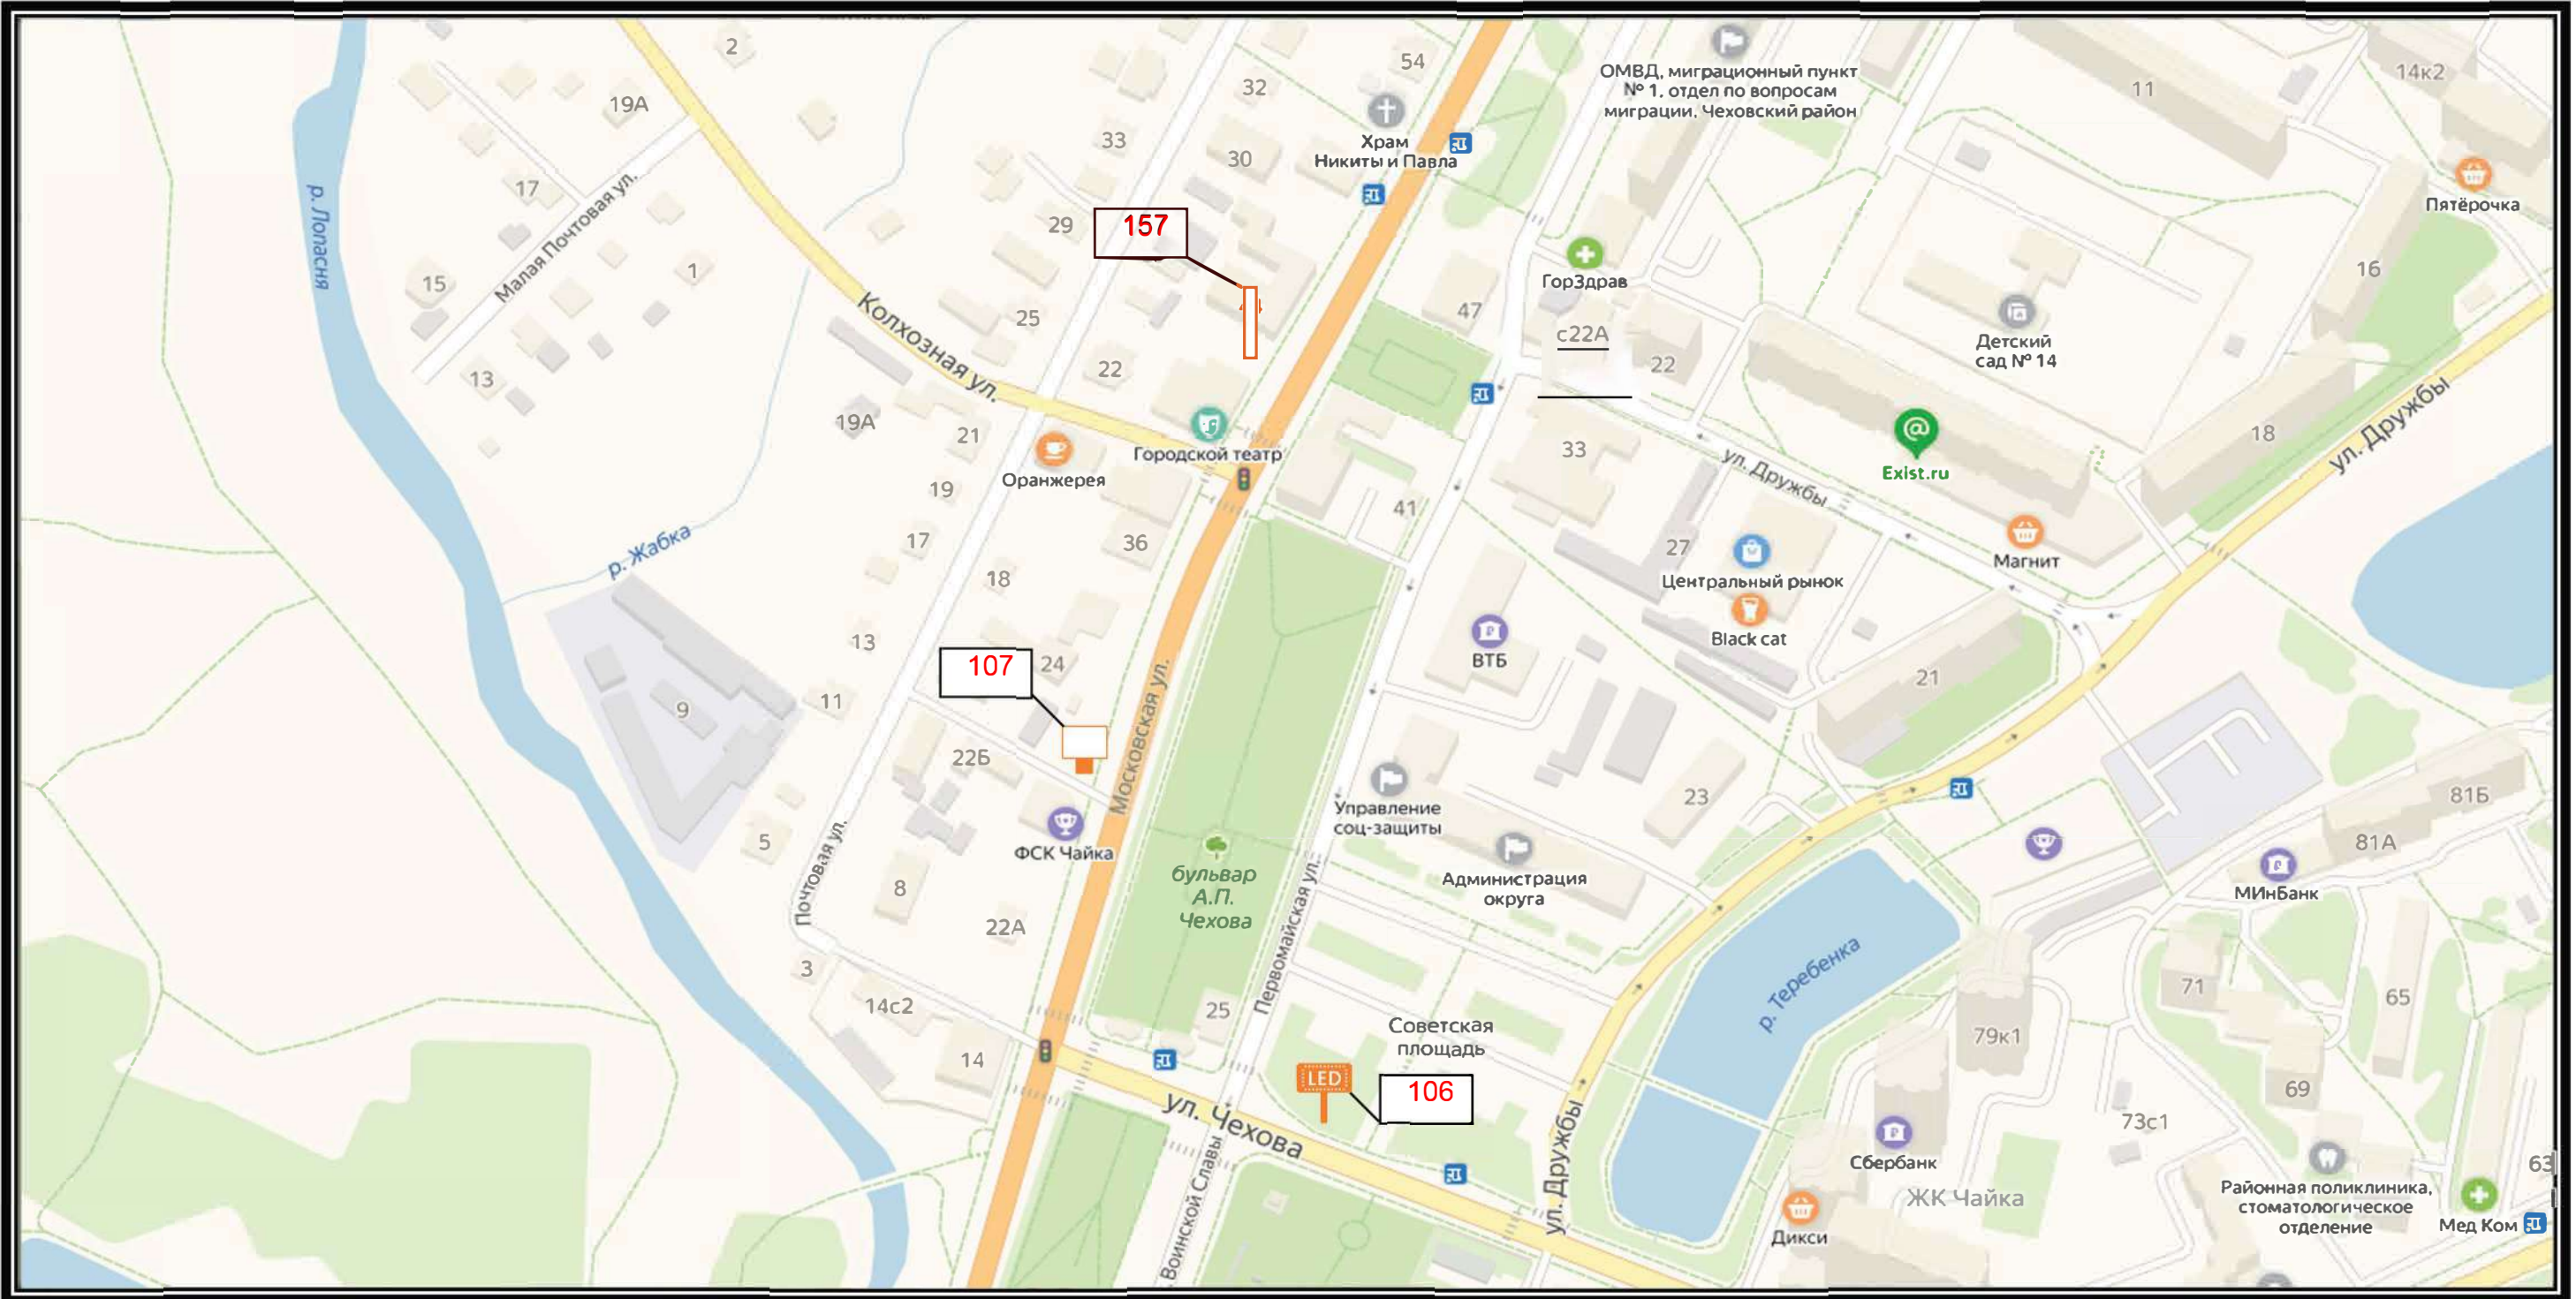 2
54
ОМВД, миграционный пункт
№ 1, отдел по вопросам
миграции, Чеховский район
11
14к2
19А
32
33
Храм
Никиты и Павла
30
17
р. Лопасня
Малая Почтовая ул.
29
157
Пятёрочка
1
15
16
ГорЗдрав
47
25
Колхозная ул.
с22А
22
Детский
сад № 14
22
13
19А
21
Городской театр
Оранжерея
33
ул. Дружбы
Exist.ru
18
ул. Дружбы
19
41
17
36
р. Жабка
27
Центральный рынок
Магнит
18
13
Black cat
ВТБ
107
24
21
11
9
Московская ул.
22Б
23
Управление
соц-защиты
81Б
81А
5
ФСК Чайка
Почтовая ул.
8
бульвар
А.П.
Чехова
Первомайская ул.
Администрация
округа
МИнБанк
22А
р. Теребенка
3
14с2
25
71
65
Советская
площадь
79к1
14
LED
106
69
73с1
ул. Чехова
ул. Дружбы
Воинской Славы
Сбербанк
ЖК Чайка
63
Районная поликлиника,
стоматологическое
отделение
Мед Ком
Дикси